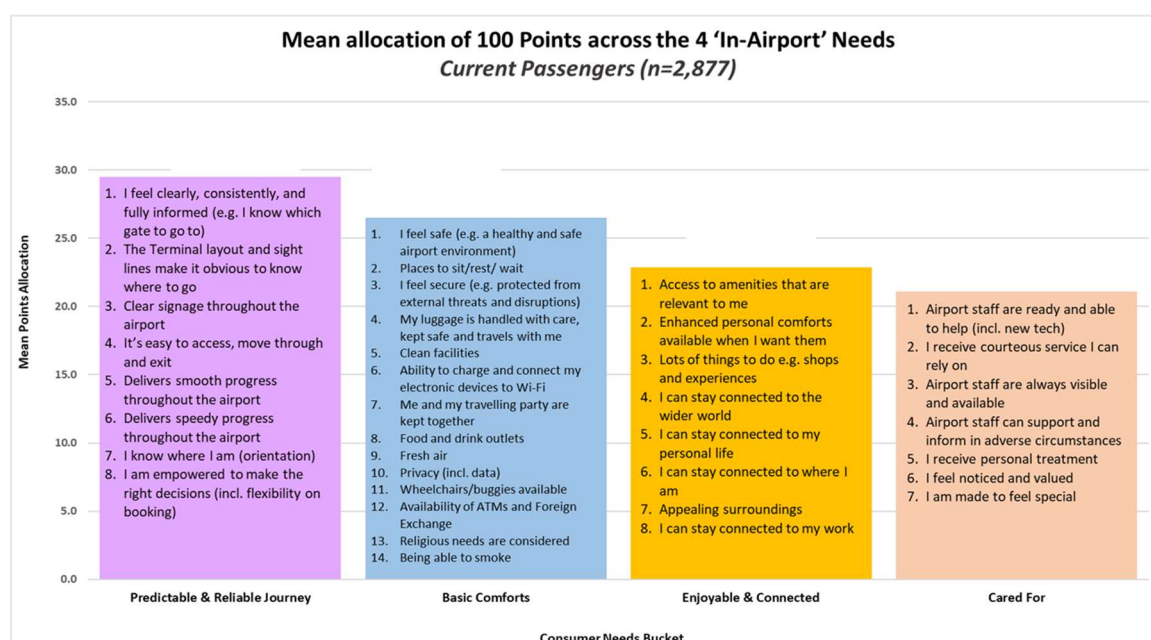 Mean allocation of 100 Points across the 4 ‘In-Airport’ Needs
Current Passengers (n=2,877)
35.0
30.0
25.0
20.0
15.0
10.0
5.0
0.0
Mean Points Allocation
1. I feel clearly, consistently, and
fully informed (e.g. I know which
gate to go to)
2. The Terminal layout and sight
lines make it obvious to know
where to go
3. Clear signage throughout the
airport
4. It’s easy to access, move through
and exit
5. Delivers smooth progress
throughout the airport
6. Delivers speedy progress
throughout the airport
7. I know where I am (orientation)
8. I am empowered to make the
right decisions (incl. flexibility on
booking)
1. I feel safe (e.g. a healthy and safe
airport environment)
2. Places to sit/rest/ wait
3. I feel secure (e.g. protected from
external threats and disruptions)
4. My luggage is handled with care,
kept safe and travels with me
5. Clean facilities
6. Ability to charge and connect my
electronic devices to Wi-Fi
7. Me and my travelling party are
kept together
8. Food and drink outlets
9. Fresh air
10. Privacy (incl. data)
11. Wheelchairs/buggies available
12. Availability of ATMs and Foreign
Exchange
13. Religious needs are considered
14. Being able to smoke
1. Access to amenities that are
relevant to me
2. Enhanced personal comforts
available when I want them
3. Lots of things to do e.g. shops
and experiences
4. I can stay connected to the
wider world
5. I can stay connected to my
personal life
6. I can stay connected to where I
am
7. Appealing surroundings
8. I can stay connected to my work
1. Airport staff are ready and able
to help (incl. new tech)
2. I receive courteous service I can
rely on
3. Airport staff are always visible
and available
4. Airport staff can support and
inform in adverse circumstances
5. I receive personal treatment
6. I feel noticed and valued
7. I am made to feel special
Predictable & Reliable Journey
Basic Comforts
Enjoyable & Connected
Cared For
Consumer Needs Bucket